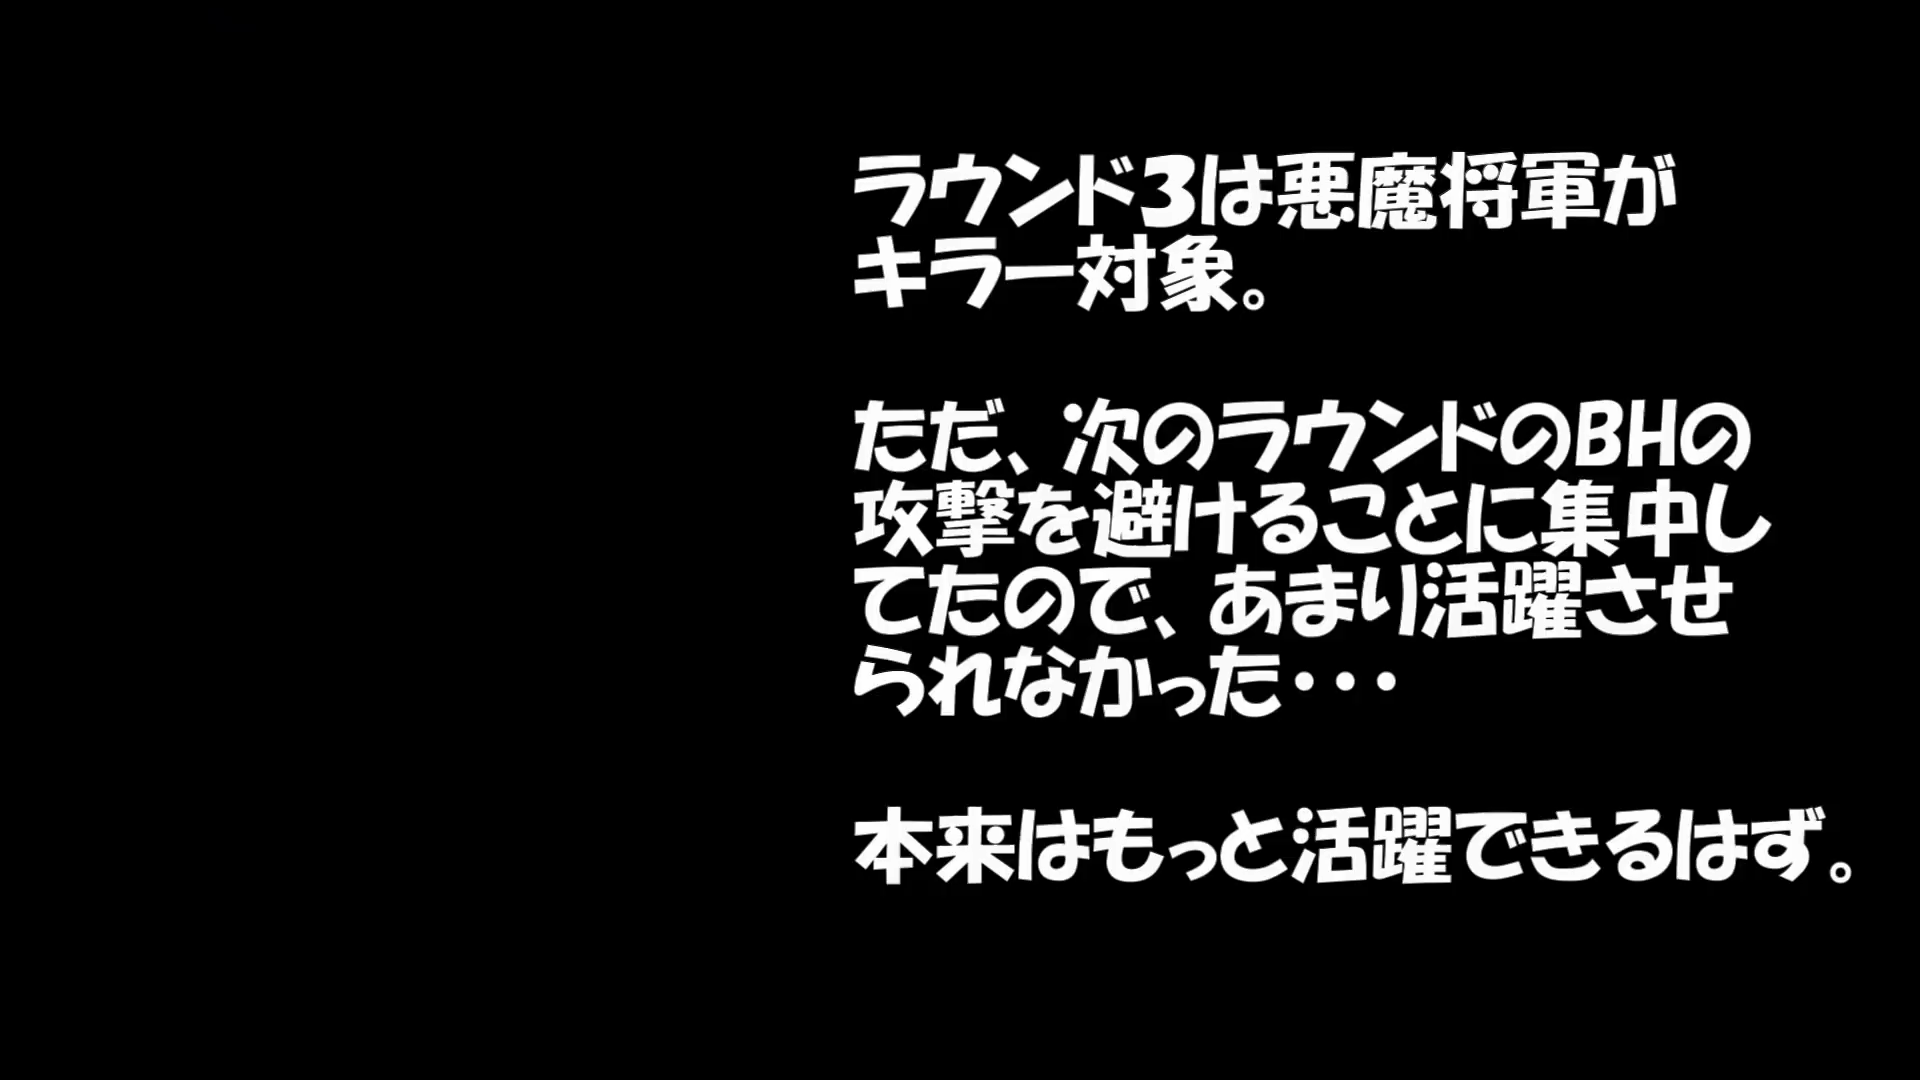 ラウンド3は悪魔将軍が
キラー対象。
ただ、次のラウンドのBHの
攻撃を避けることに集中し
てたので、あまり活躍させ
られなかった・・・
本来はもっと活躍できるはず。